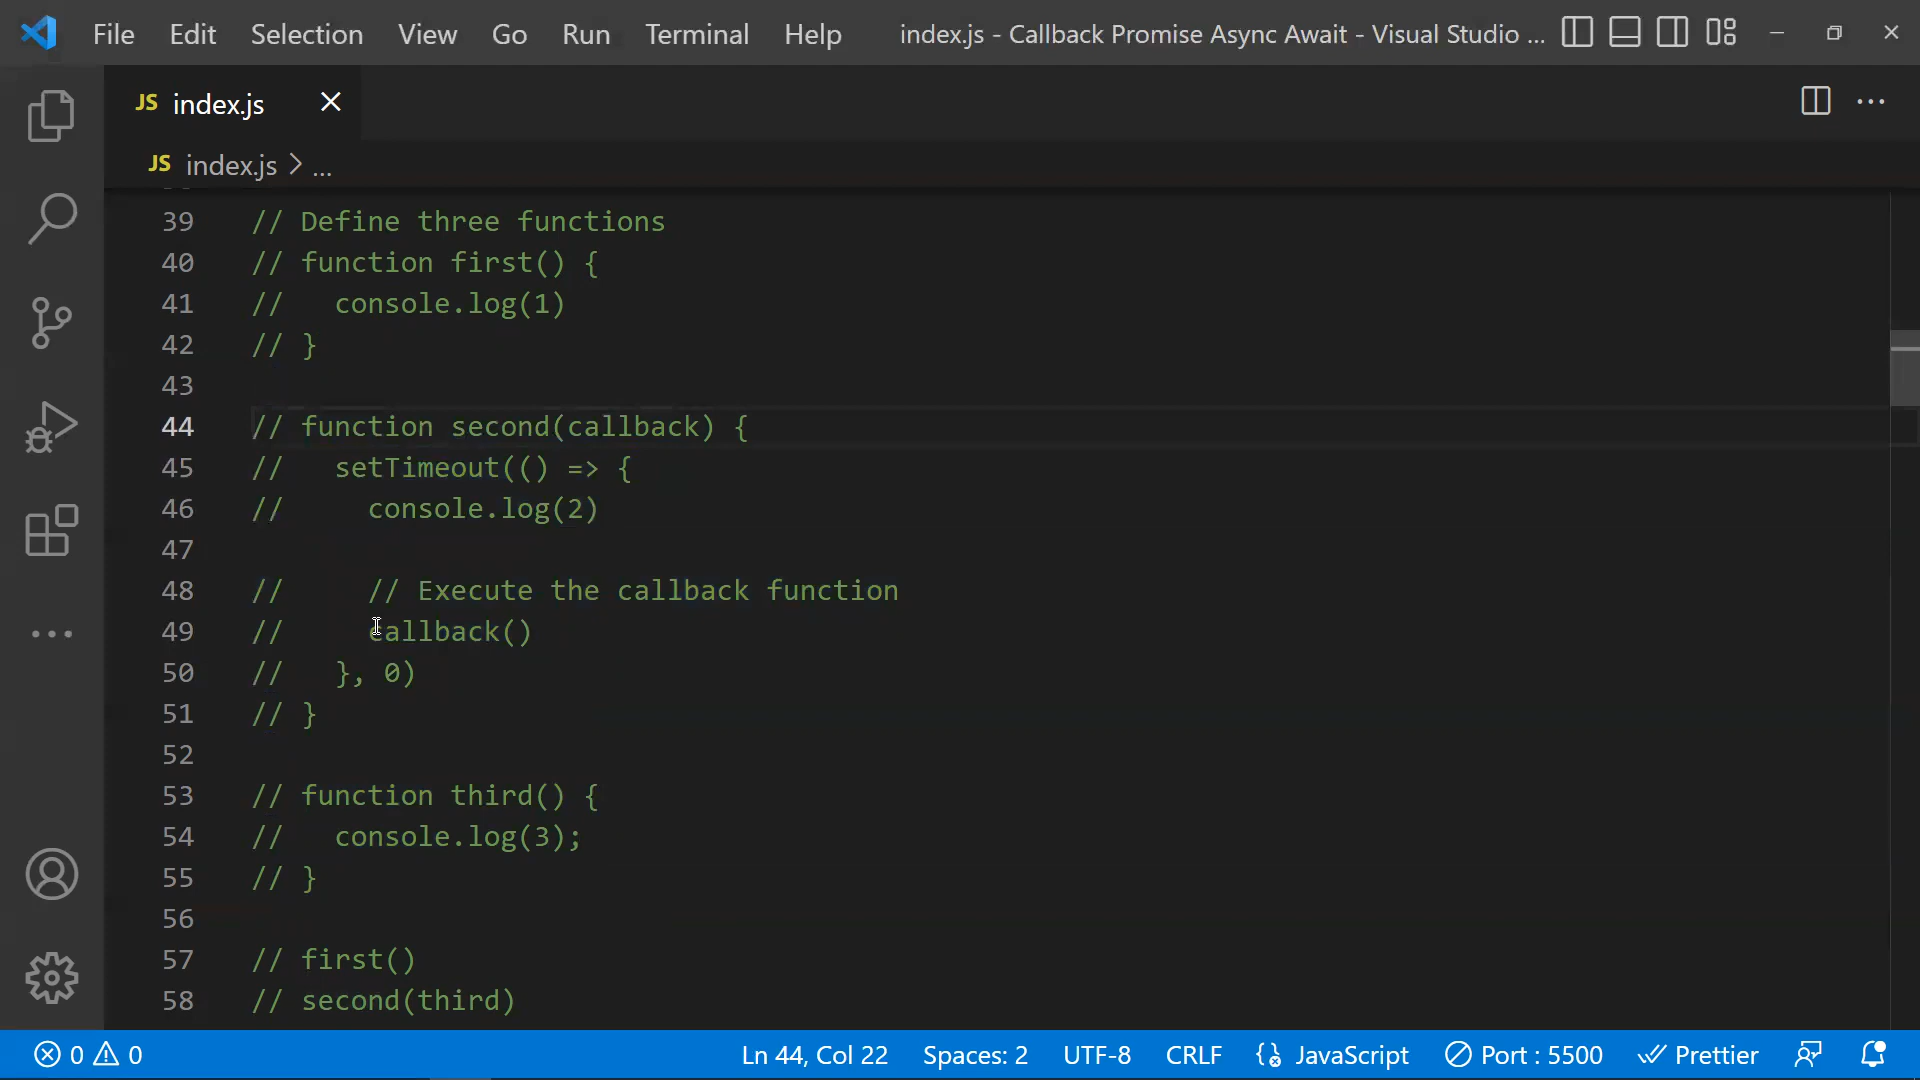 File Edit Selection View Go Run Terminal Help index.js - Callback Promise Async Await - Visual Studio ...
JS index.js
JS index.js > ...
39 // Define three functions
40 // function first() {
41 //   console.log(1)
42 // }
43
44 // function second(callback) {
45 //   setTimeout(() => {
46 //     console.log(2)
47
48 //     // Execute the callback function
49 //     callback()
50 //   }, 0)
51 // }
52
53 // function third() {
54 //   console.log(3);
55 // }
56
57 // first()
58 // second(third)
0 0 Ln 44, Col 22 Spaces: 2 UTF-8 CRLF JavaScript Port : 5500 Prettier